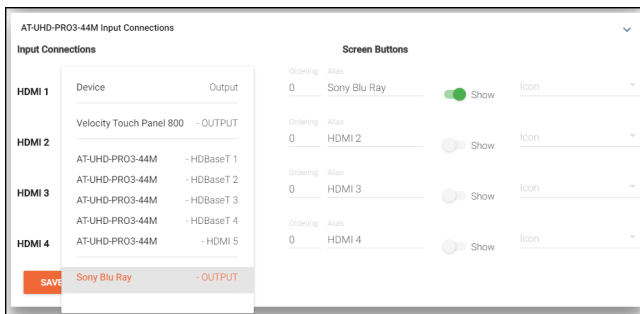 AT-UHD-PRO3-44M Input Connections
Input Connections Screen Buttons
Ordering Alias
HDMI 1 Device Output 0 Sony Blu Ray Show Icon
Velocity Touch Panel 800 - OUTPUT
Ordering Alias
HDMI 2 0 HDMI 2 Show Icon
AT-UHD-PRO3-44M - HDBaseT 1
AT-UHD-PRO3-44M - HDBaseT 2
Ordering Alias
HDMI 3 AT-UHD-PRO3-44M - HDBaseT 3 0 HDMI 3 Show Icon
AT-UHD-PRO3-44M - HDBaseT 4
Ordering Alias
HDMI 4 AT-UHD-PRO3-44M - HDMI 5 0 HDMI 4 Show Icon
SAVE Sony Blu Ray - OUTPUT